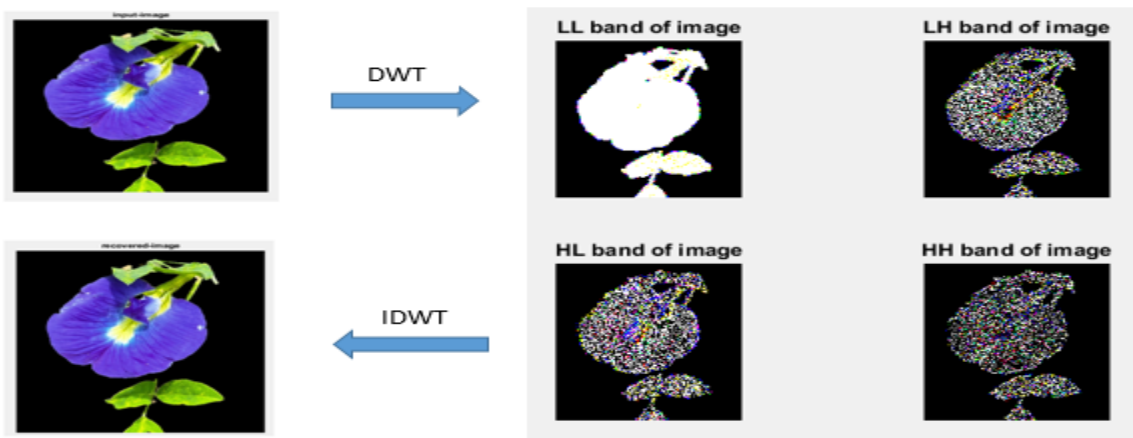 input-image
DWT
LL band of image
LH band of image
recovered-image
IDWT
HL band of image
HH band of image